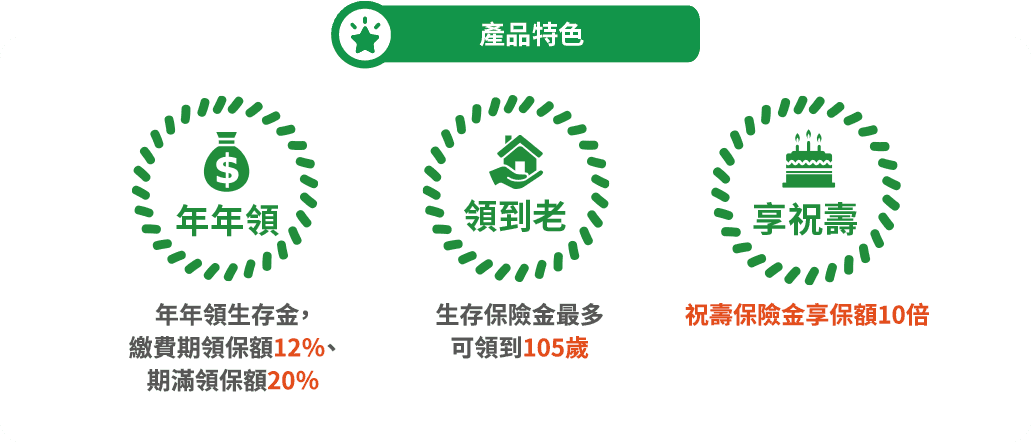 產品特色
$
年年領
領到老
享祝壽
年年領生存金，
繳費期領保額12%、
期滿領保額20%
生存保險金最多
可領到105歲
祝壽保險金享保額10倍